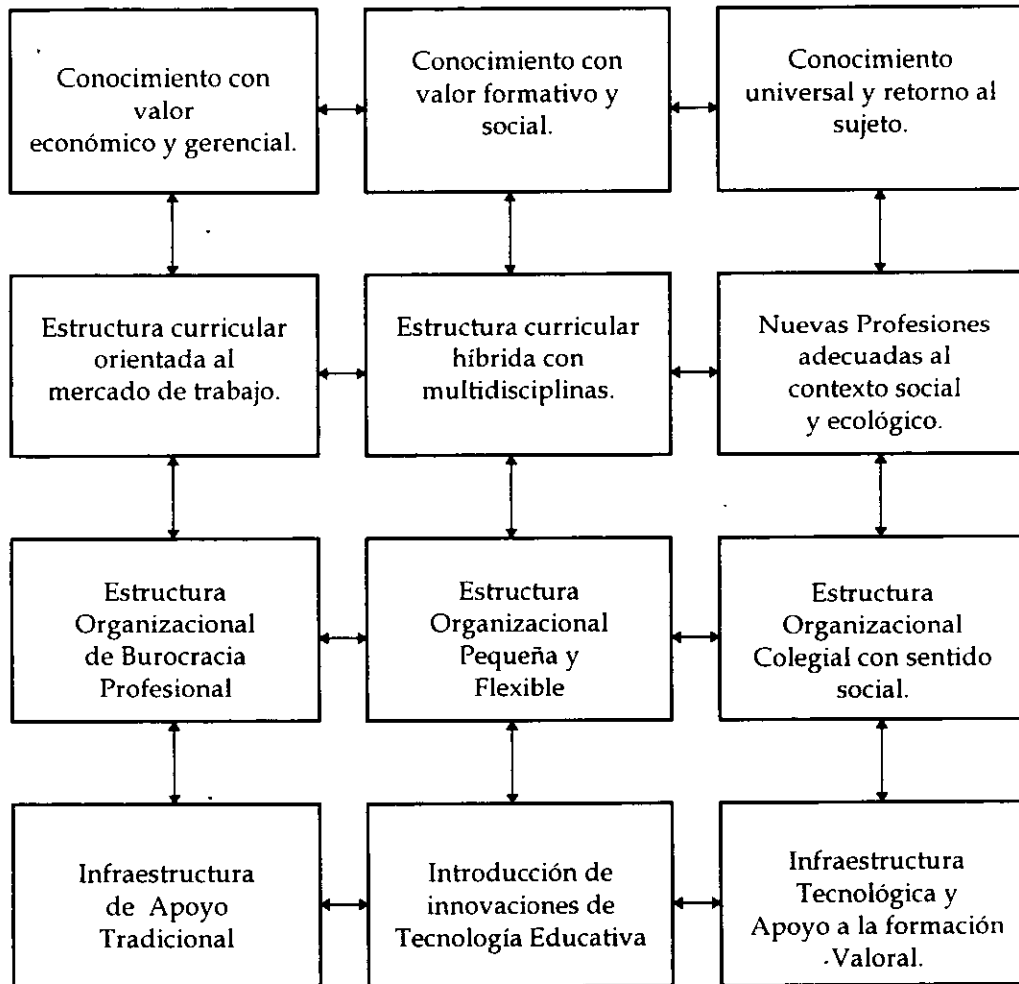 Conocimiento con
valor
económico y gerencial.
Conocimiento con
valor formativo y
social.
Conocimiento
universal y retorno al
sujeto.
Estructura curricular
orientada al
mercado de trabajo.
Estructura curricular
híbrida con
multidisciplinas.
Nuevas Profesiones
adecuadas al
contexto social
y ecológico.
Estructura
Organizacional
de Burocracia
Profesional
Estructura
Organizacional
Pequeña y
Flexible
Estructura
Organizacional
Colegial con sentido
social.
Infraestructura
de Apoyo
Tradicional
Introducción de
innovaciones de
Tecnología Educativa
Infraestructura
Tecnológica y
Apoyo a la formación
Valoral.